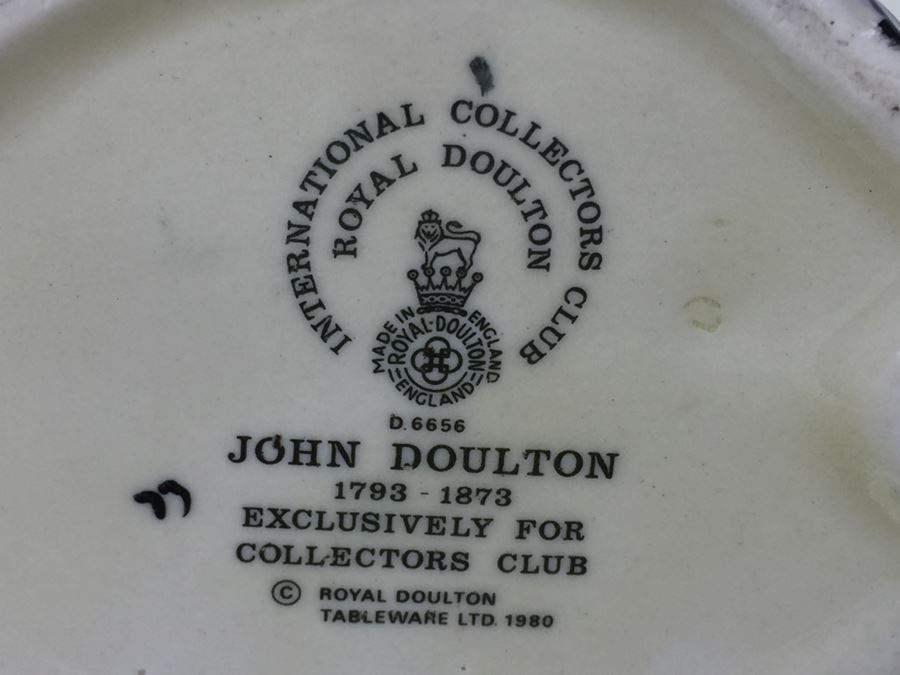 INTERNATIONAL COLLECTORS CLUB
ROYAL DOULTON
MADE IN ENGLAND
ROYAL·DOULTON
ENGLAND
D.6656
JOHN DOULTON
1793 - 1873
EXCLUSIVELY FOR
COLLECTORS CLUB
© ROYAL DOULTON
TABLEWARE LTD. 1980